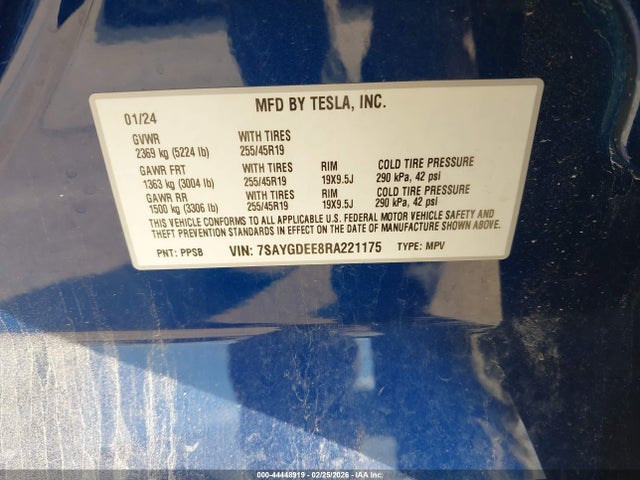 MFD BY TESLA, INC.
01/24
GVWR WITH TIRES
2369 kg (5224 lb) 255/45R19
GAWR FRT WITH TIRES RIM COLD TIRE PRESSURE
1363 kg (3004 lb) 255/45R19 19X9.5J 290 kPa, 42 psi
GAWR RR WITH TIRES RIM COLD TIRE PRESSURE
1500 kg (3306 lb) 255/45R19 19X9.5J 290 kPa, 42 psi
THIS VEHICLE CONFORMS TO ALL APPLICABLE U.S. FEDERAL MOTOR VEHICLE SAFETY AND
THEFT PREVENTION STANDARDS IN EFFECT ON THE DATE OF MANUFACTURE SHOWN ABOVE.
PNT: PPSB VIN: 7SAYGDEE8RA221175 TYPE: MPV
000-44448919 - 02/25/2026 - IAA Inc.